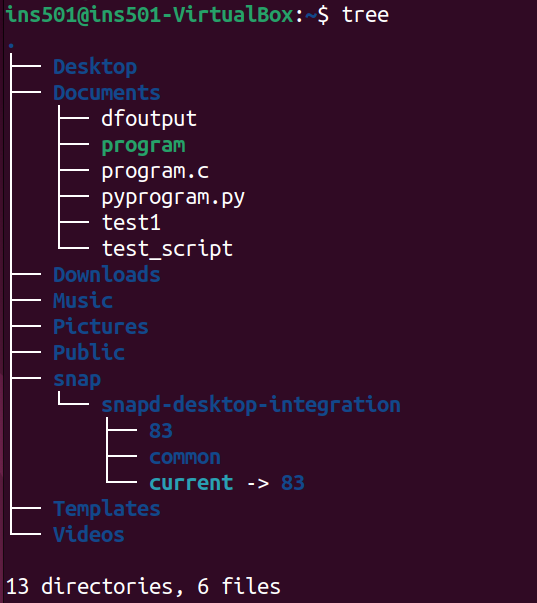 ins501@ins501-VirtualBox:~$ tree
.
├── Desktop
├── Documents
│   ├── dfoutput
│   ├── program
│   ├── program.c
│   ├── pyprogram.py
│   ├── test1
│   └── test_script
├── Downloads
├── Music
├── Pictures
├── Public
├── snap
│   └── snapd-desktop-integration
│       ├── 83
│       ├── common
│       └── current -> 83
├── Templates
└── Videos
13 directories, 6 files